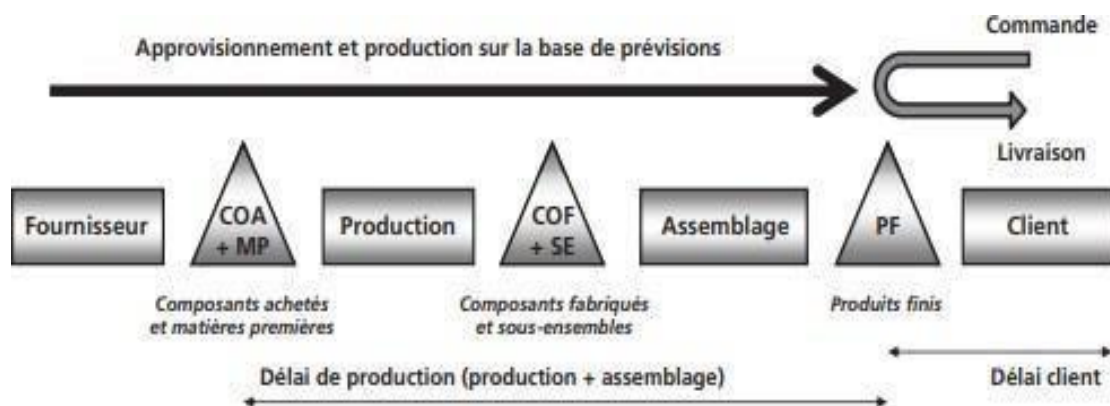 Commande
Approvisionnement et production sur la base de prévisions
Livraison
Fournisseur
COA
+ MP
Production
COF
+ SE
Assemblage
PF
Client
Composants achetés
et matières premières
Composants fabriqués
et sous-ensembles
Produits finis
Délai de production (production + assemblage)
Délai client